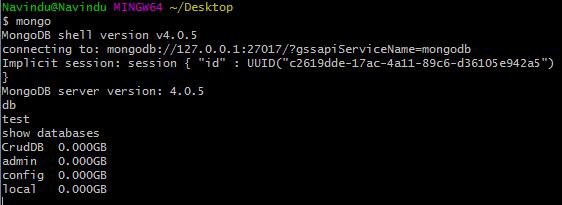 Navindu@Navindu MINGW64 ~/Desktop
$ mongo
MongoDB shell version v4.0.5
connecting to: mongodb://127.0.0.1:27017/?gssapiServiceName=mongodb
Implicit session: session { "id" : UUID("c2619dde-17ac-4a11-89c6-d36105e942a5")
}
MongoDB server version: 4.0.5
db
test
show databases
CrudDB  0.000GB
admin   0.000GB
config  0.000GB
local   0.000GB